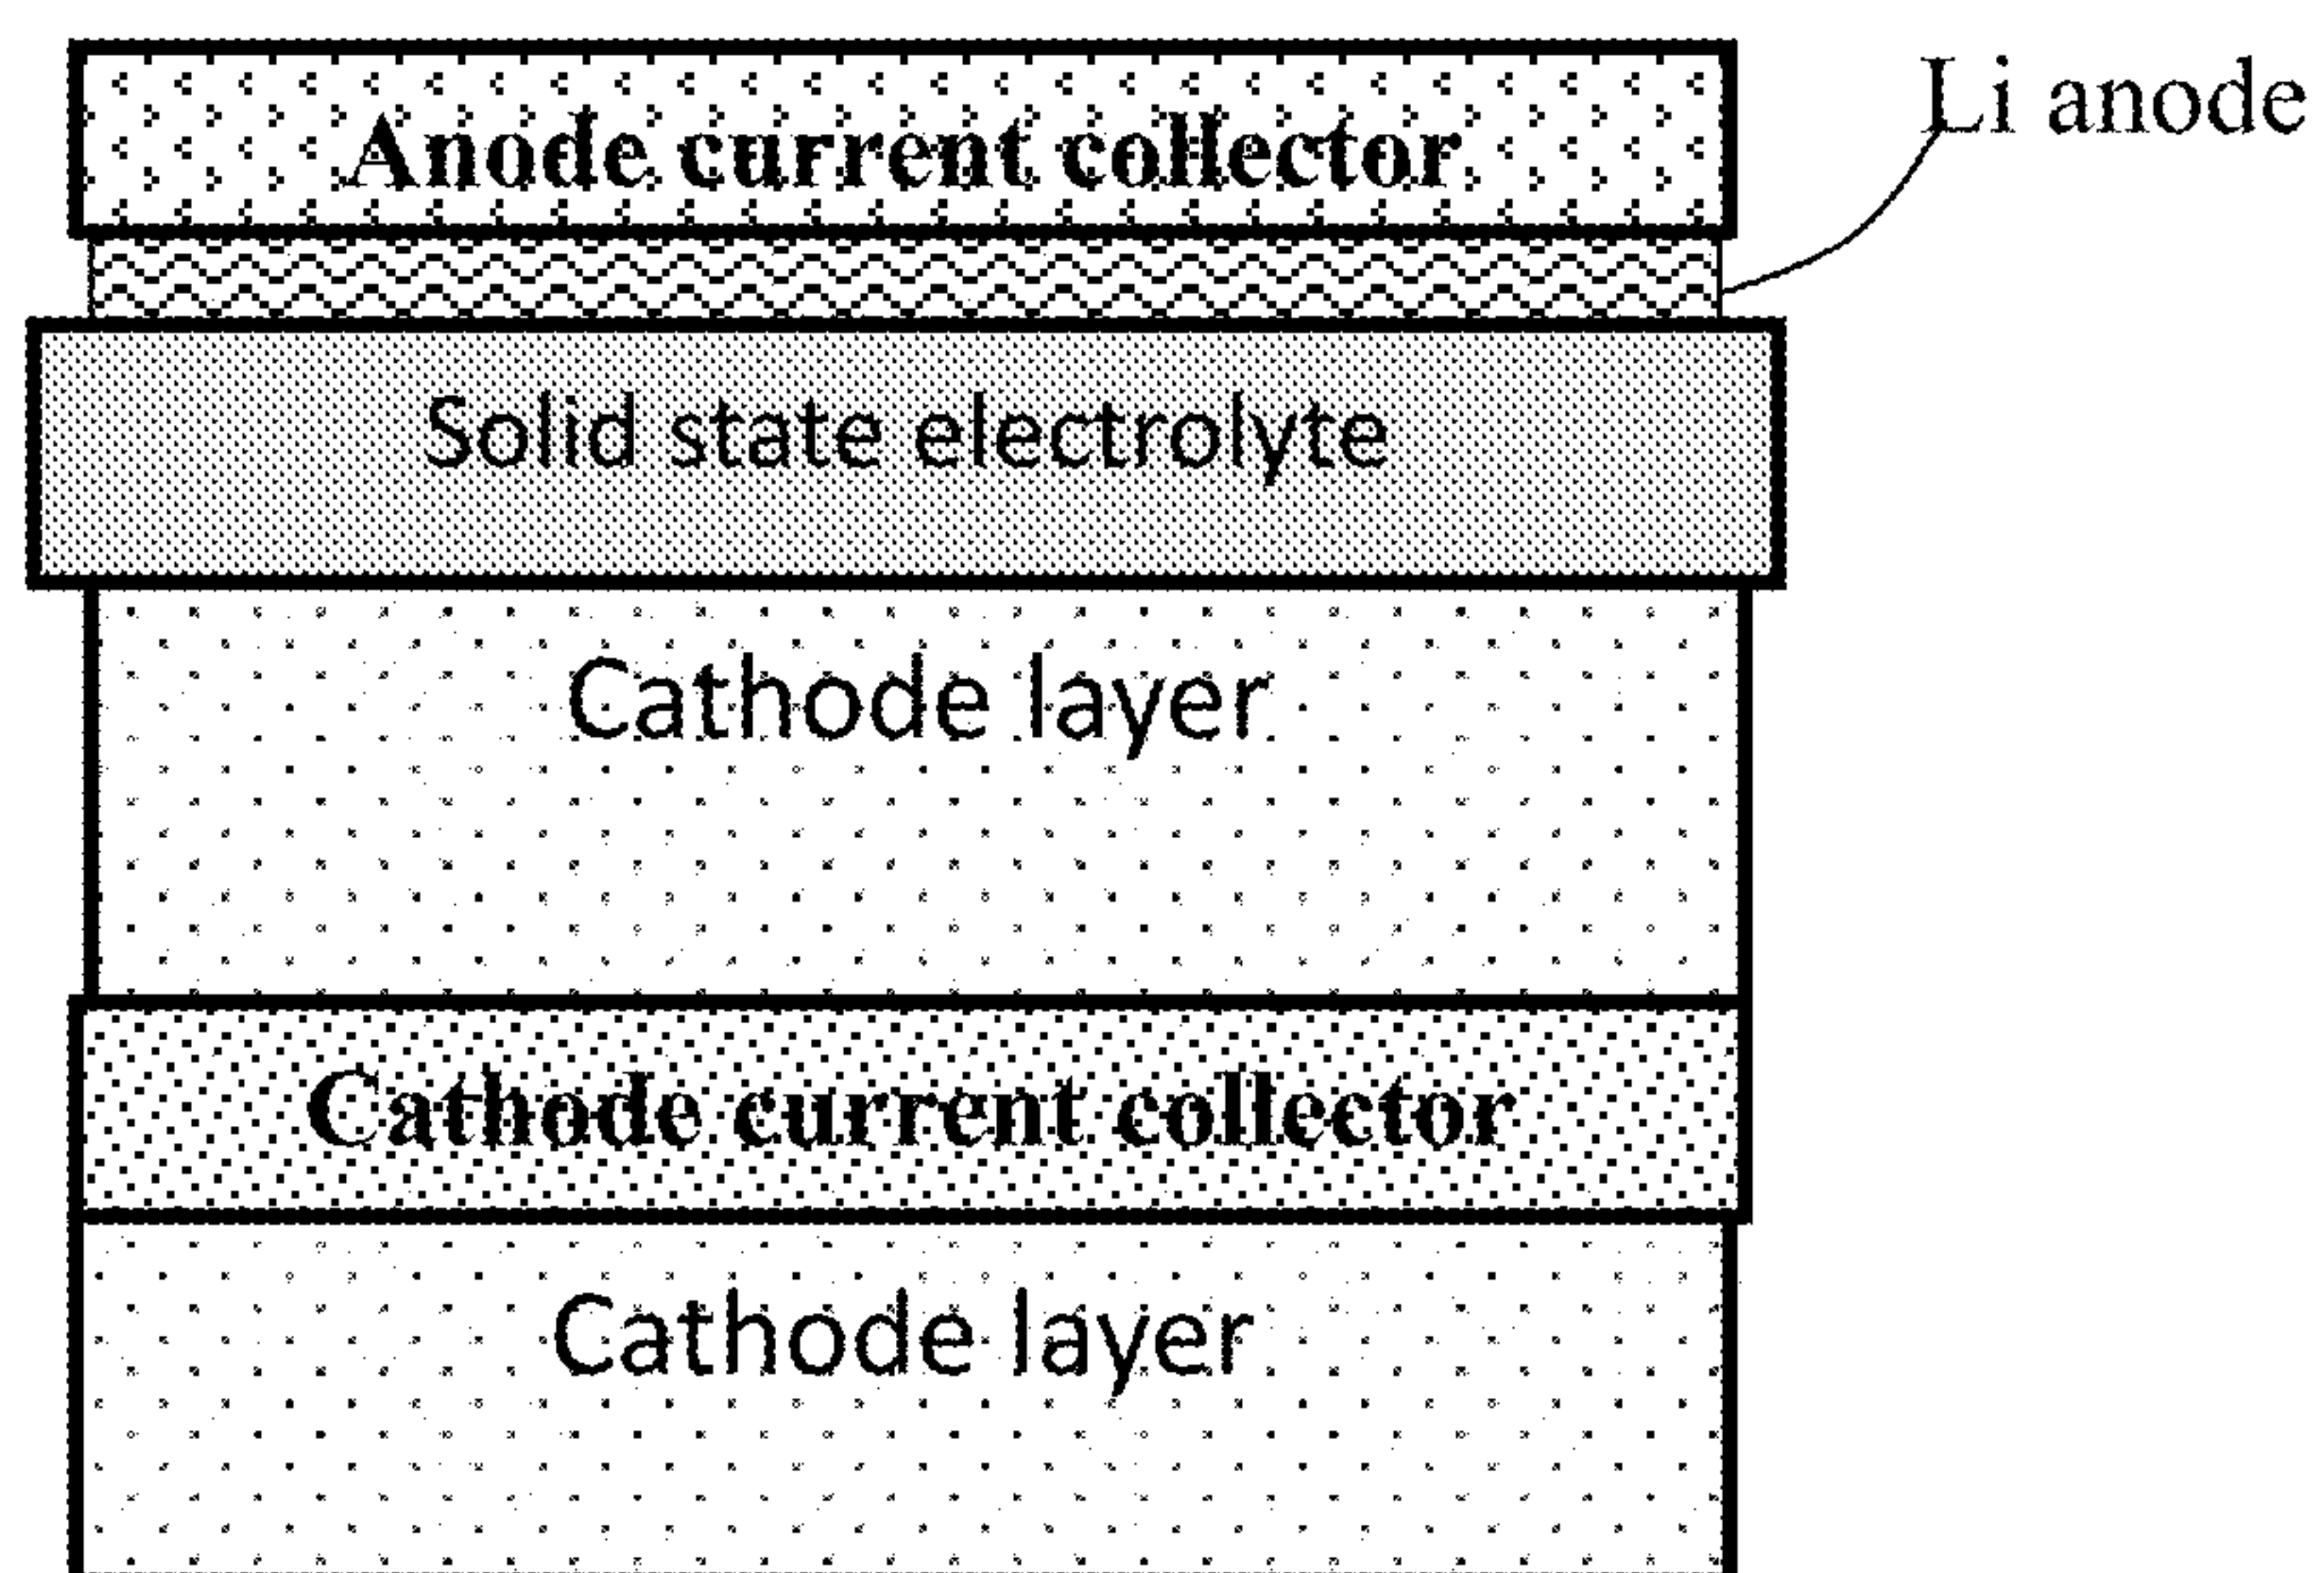 Li anode
Anode current collector
Solid state electrolyte
Cathode layer
Cathode current collector
Cathode layer